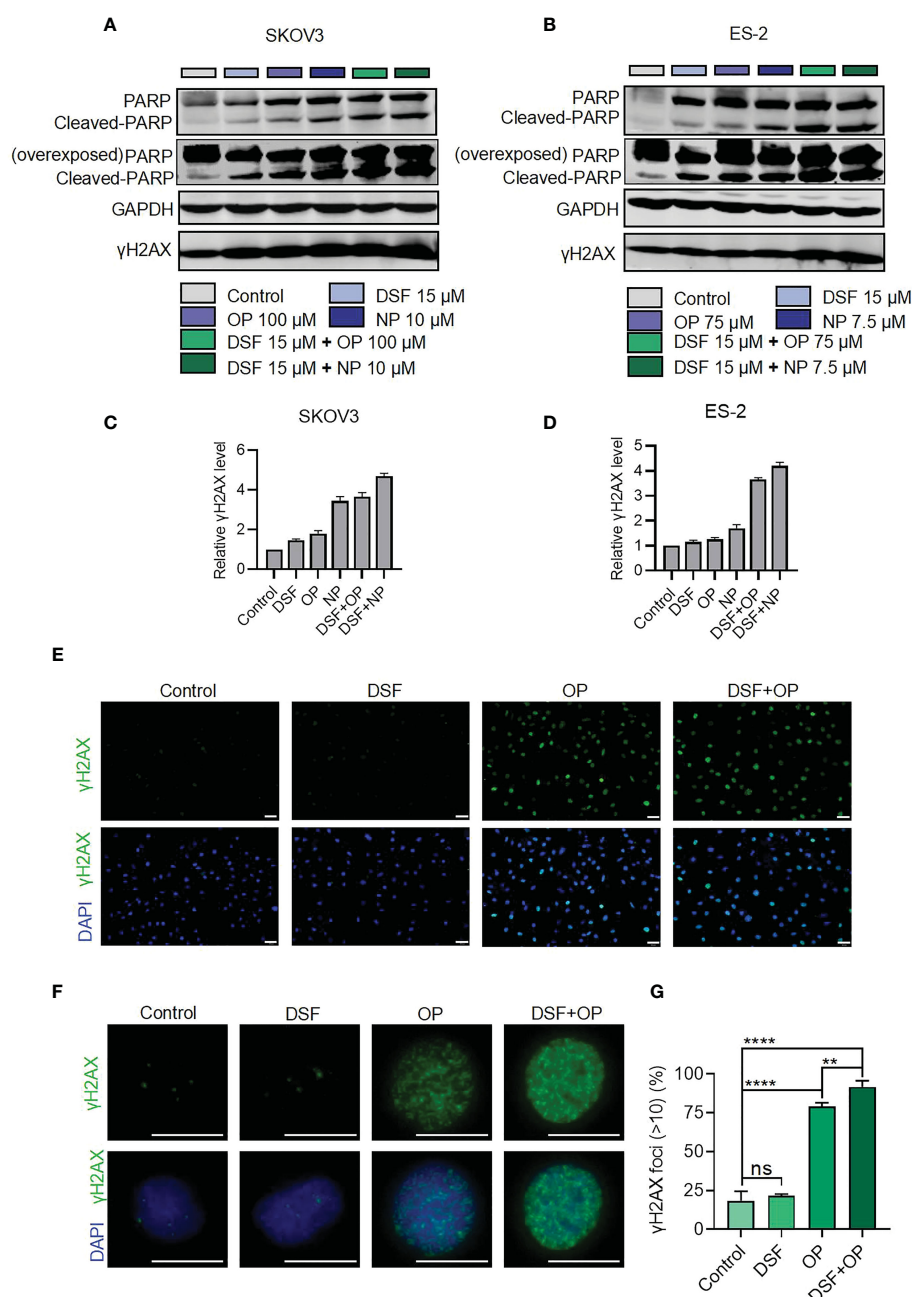 A
SKOV3
PARP
Cleaved-PARP
(overexposed) PARP
Cleaved-PARP
GAPDH
γH2AX
Control
DSF 15 μM
OP 100 μM
NP 10 μM
DSF 15 μM + OP 100 μM
DSF 15 μM + NP 10 μM
B
ES-2
PARP
Cleaved-PARP
(overexposed) PARP
Cleaved-PARP
GAPDH
γH2AX
Control
DSF 15 μM
OP 75 μM
NP 7.5 μM
DSF 15 μM + OP 75 μM
DSF 15 μM + NP 7.5 μM
C
SKOV3
Relative γH2AX level
6
4
2
0
Control
DSF
OP
NP
DSF+OP
DSF+NP
D
ES-2
Relative γH2AX level
5
4
3
2
1
0
Control
DSF
OP
NP
DSF+OP
DSF+NP
E
Control
DSF
OP
DSF+OP
γH2AX
DAPI γH2AX
F
Control
DSF
OP
DSF+OP
γH2AX
DAPI γH2AX
G
γH2AX foci (>10) (%)
100
75
50
25
0
****
**
****
ns
Control
DSF
OP
DSF+OP